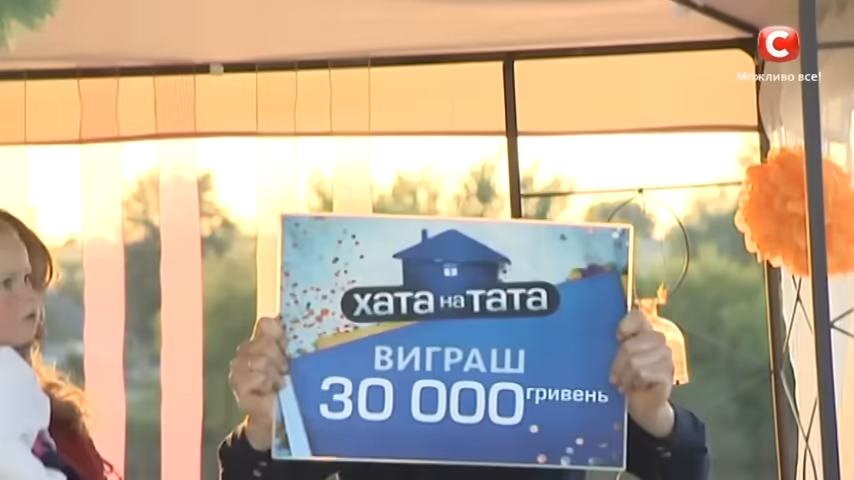 С
Можливо все!
ХАТА на ТАТА
ВИГРАШ
30 000 гривень